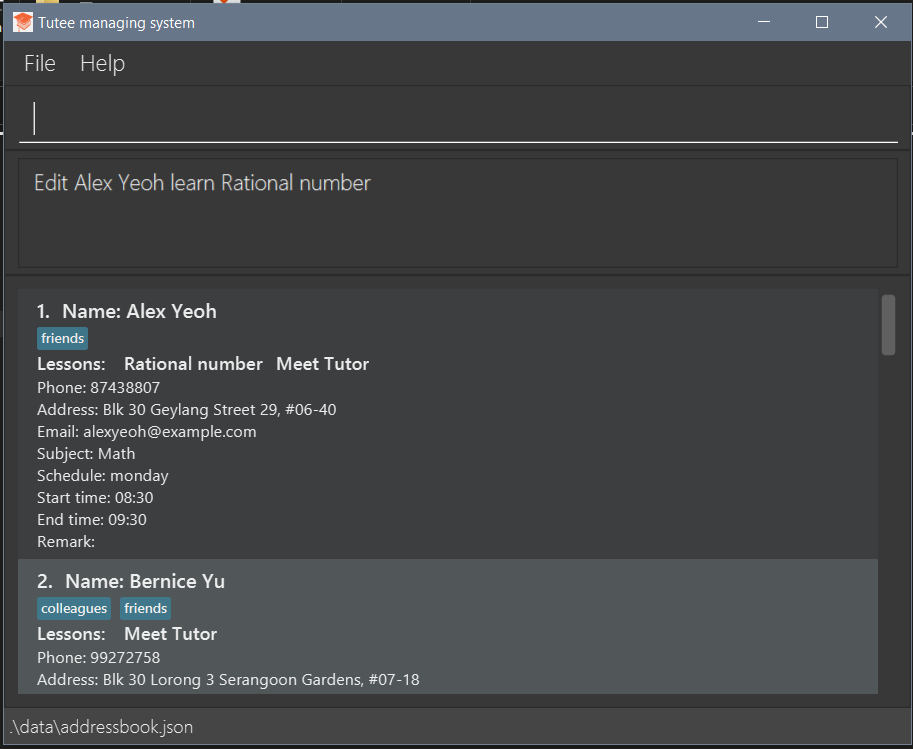 Tutee managing system
File Help
Edit Alex Yeoh learn Rational number
1. Name: Alex Yeoh
friends
Lessons: Rational number Meet Tutor
Phone: 87438807
Address: Blk 30 Geylang Street 29, #06-40
Email: alexyeoh@example.com
Subject: Math
Schedule: monday
Start time: 08:30
End time: 09:30
Remark:
2. Name: Bernice Yu
colleagues friends
Lessons: Meet Tutor
Phone: 99272758
Address: Blk 30 Lorong 3 Serangoon Gardens, #07-18
.\data\addressbook.json